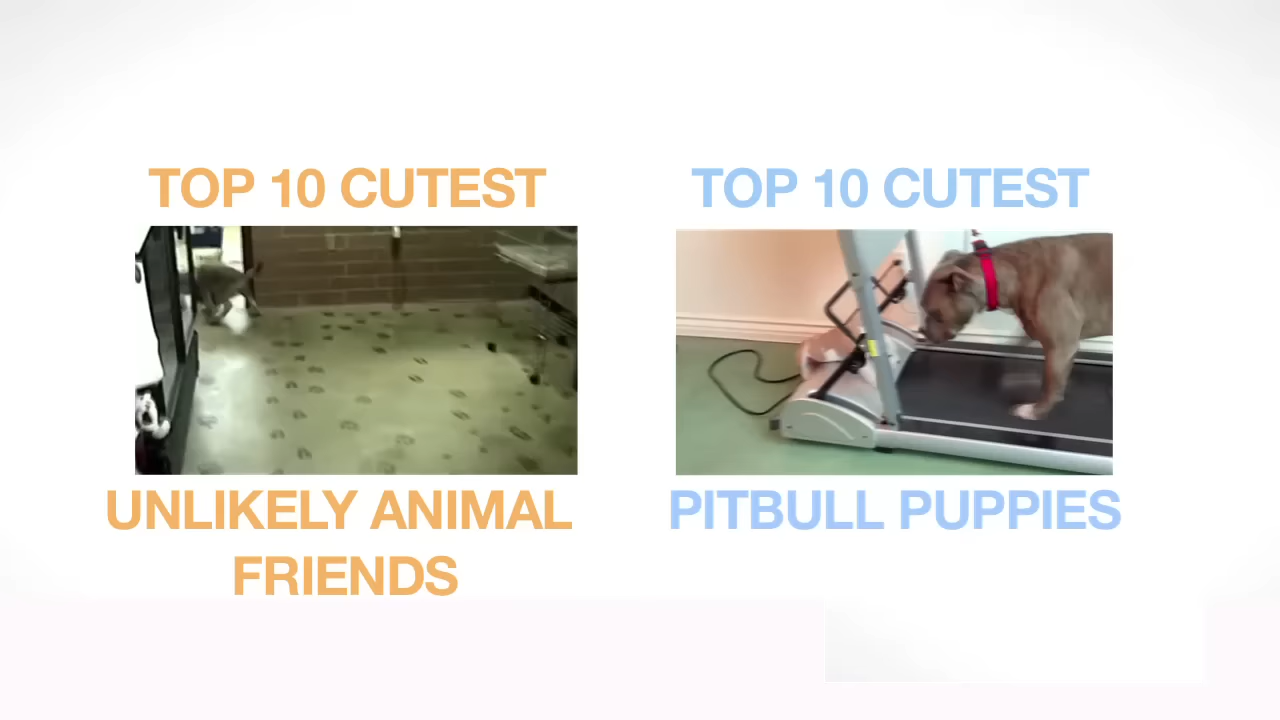 TOP 10 CUTEST
UNLIKELY ANIMAL
FRIENDS
TOP 10 CUTEST
PITBULL PUPPIES